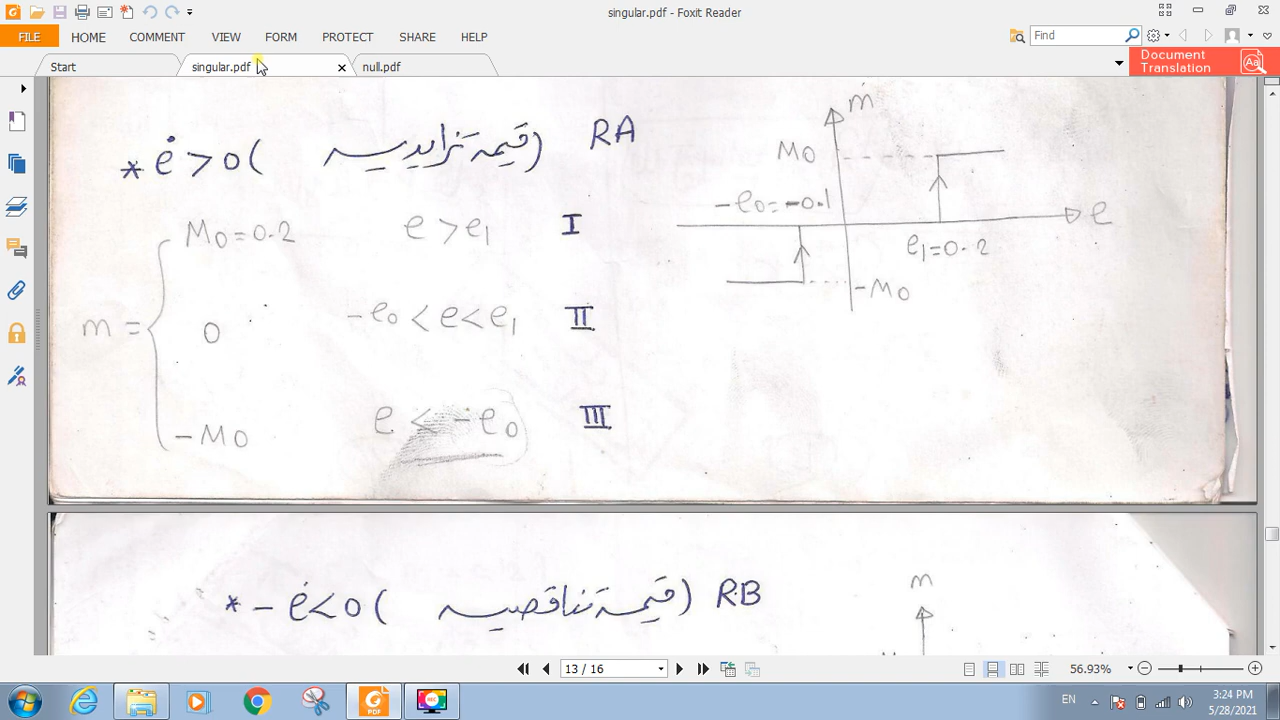 singular.pdf - Foxit Reader
FILE HOME COMMENT VIEW FORM PROTECT SHARE HELP
Find
Start singular.pdf null.pdf
Document Translation
* ė > 0 ( قيمة تزايديه ) RA
m =
M0 = 0.2 e > e1 I
0 -e0 < e < e1 II
-M0 e < -e0 III
m
M0
-e0 = -0.1
e
e1 = 0.2
-M0
* - ė < 0 ( قيمة تناقصيه ) RB
m
13 / 16
56.93%
EN
3:24 PM
5/28/2021